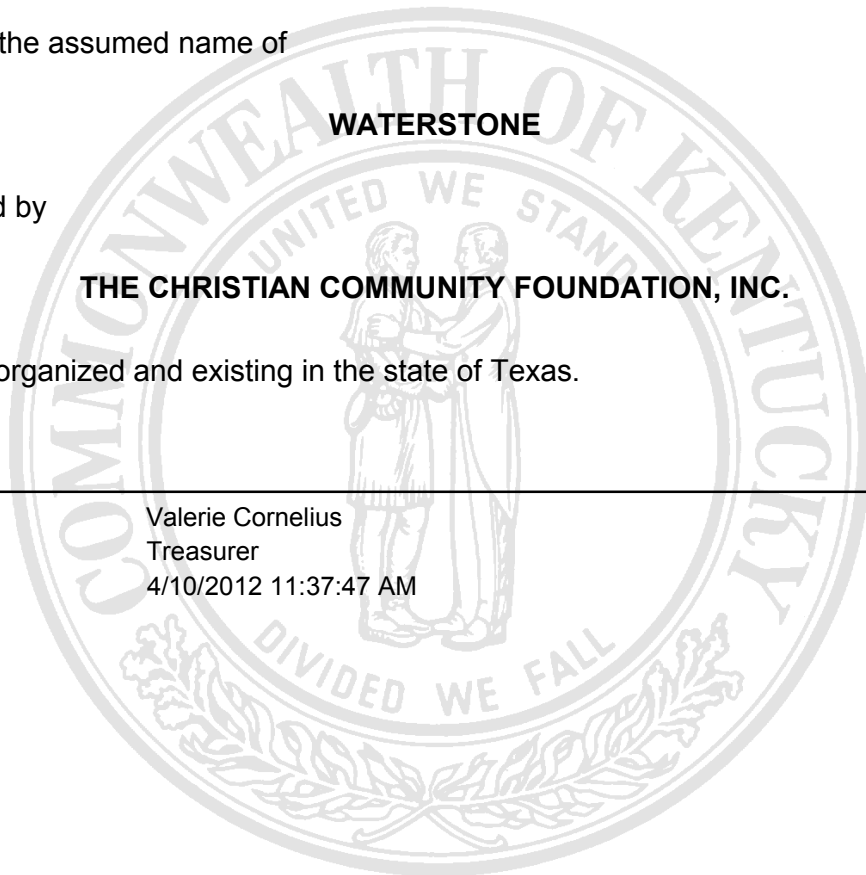 the assumed name of
WATERSTONE
d by
THE CHRISTIAN COMMUNITY FOUNDATION, INC.
organized and existing in the state of Texas.
Valerie Cornelius
Treasurer
4/10/2012 11:37:47 AM
COMMONWEALTH OF KENTUCKY
UNITED WE STAND
DIVIDED WE FALL